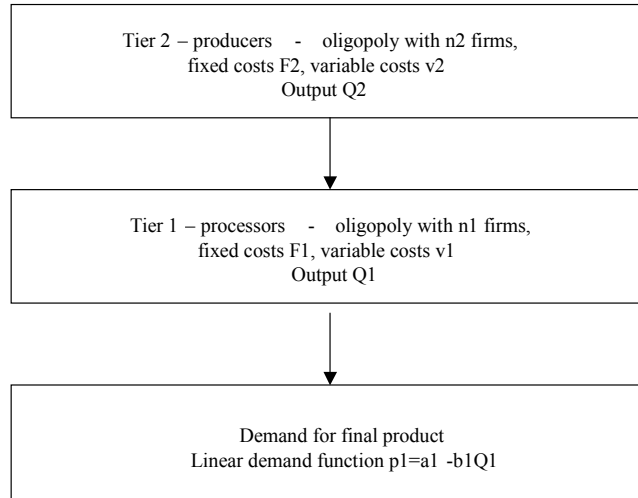 Tier 2 – producers - oligopoly with n2 firms,
fixed costs F2, variable costs v2
Output Q2
Tier 1 – processors - oligopoly with n1 firms,
fixed costs F1, variable costs v1
Output Q1
Demand for final product
Linear demand function p1=a1 -b1Q1